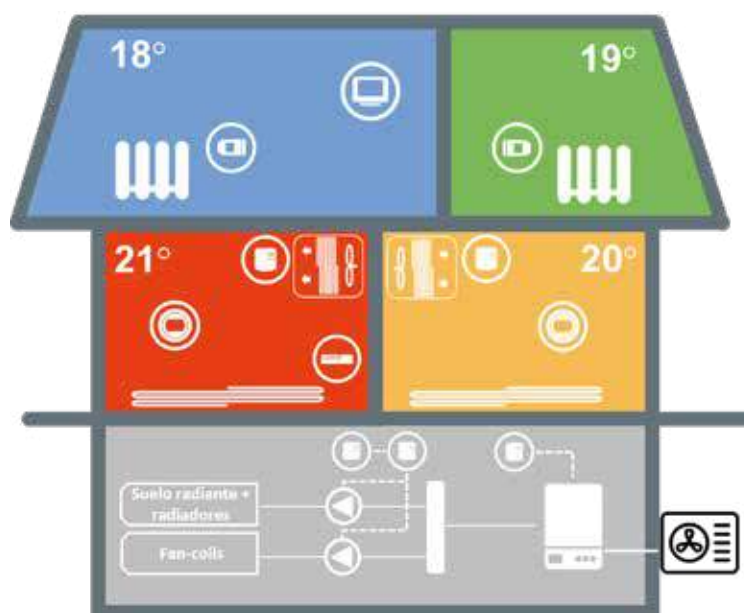 18°
19°
21°
20°
Suelo radiante +
radiadores
Fan-coils